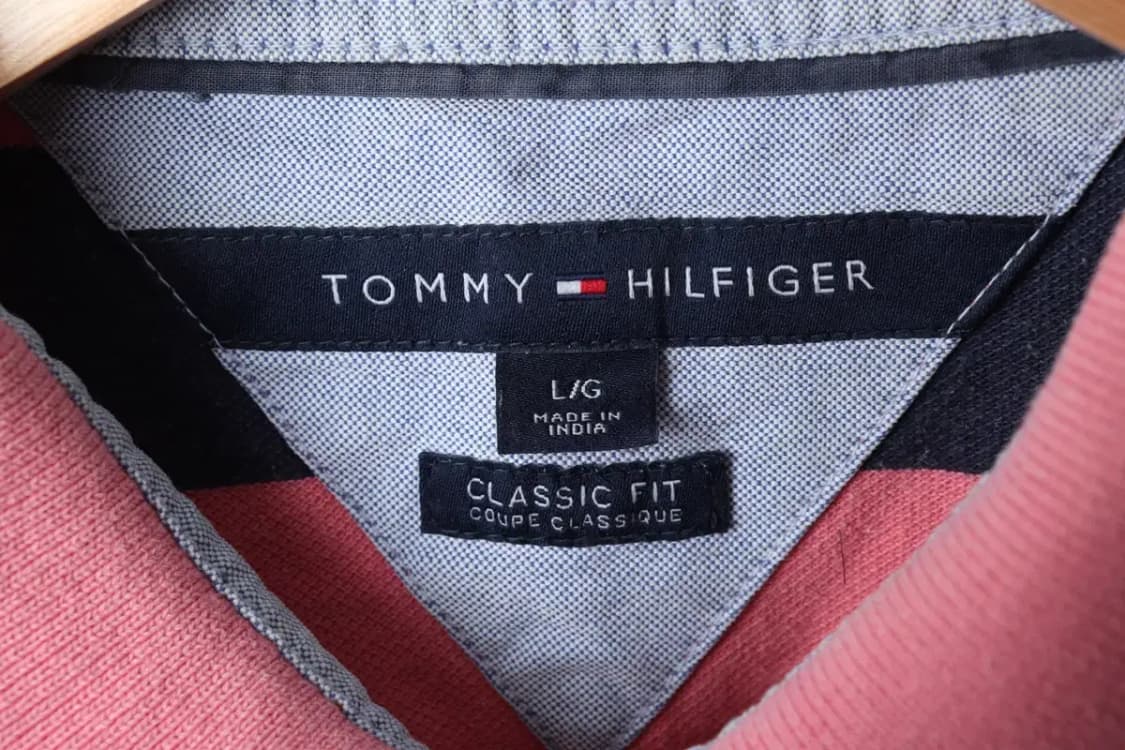 TOMMY HILFIGER
L/G
MADE IN
INDIA
CLASSIC FIT
COUPE CLASSIQUE